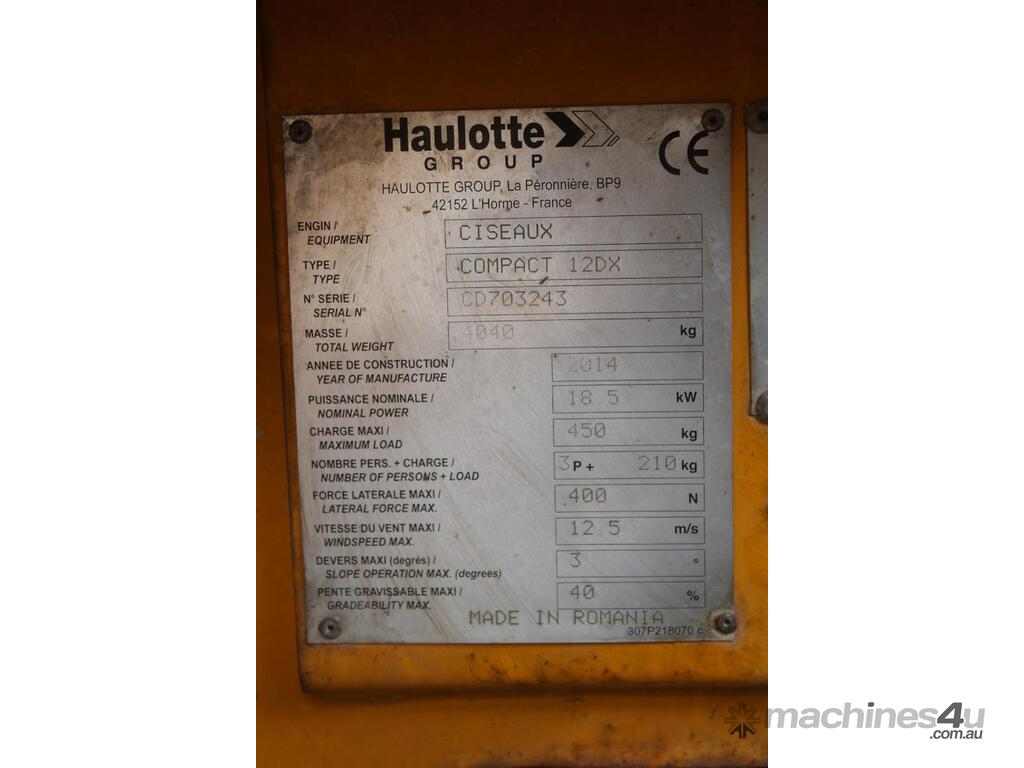 Haulotte
GROUP
CE
HAULOTTE GROUP, La Péronnière, BP9
42152 L'Horme - France
ENGIN /
EQUIPMENT
CISEAUX
TYPE /
TYPE
COMPACT 12DX
N° SERIE /
SERIAL N°
CD703243
MASSE /
TOTAL WEIGHT
4040 kg
ANNEE DE CONSTRUCTION /
YEAR OF MANUFACTURE
2014
PUISSANCE NOMINALE /
NOMINAL POWER
18.5 kW
CHARGE MAXI /
MAXIMUM LOAD
450 kg
NOMBRE PERS. + CHARGE /
NUMBER OF PERSONS + LOAD
3 P + 210 kg
FORCE LATERALE MAXI /
LATERAL FORCE MAX.
400 N
VITESSE DU VENT MAXI /
WINDSPEED MAX.
12.5 m/s
DEVERS MAXI (degrés) /
SLOPE OPERATION MAX. (degrees)
3 °
PENTE GRAVISSABLE MAXI /
GRADEABILITY MAX.
40 %
MADE IN ROMANIA
307P218070 c
machines4u
.com.au